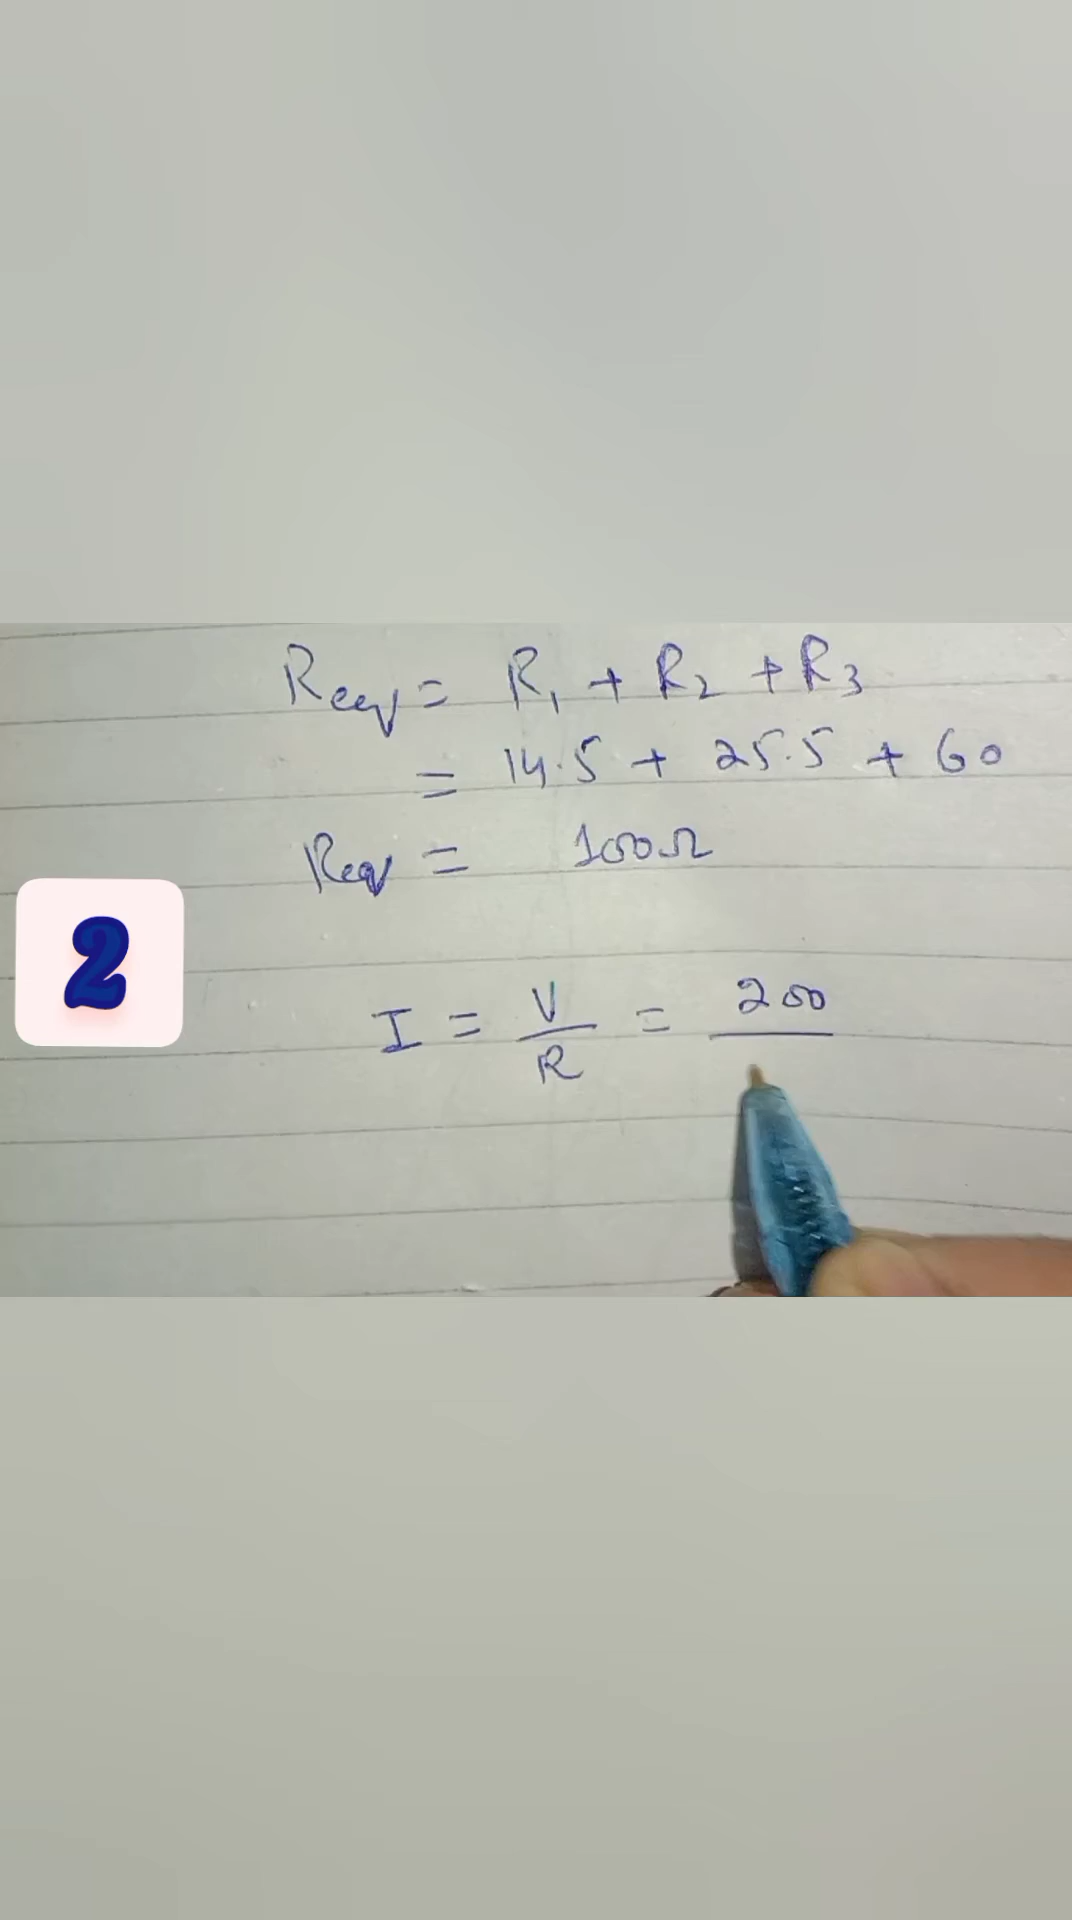 Req = R₁ + R₂ + R₃
= 14.5 + 25.5 + 60
Req = 100Ω
2
I = V/R = 200